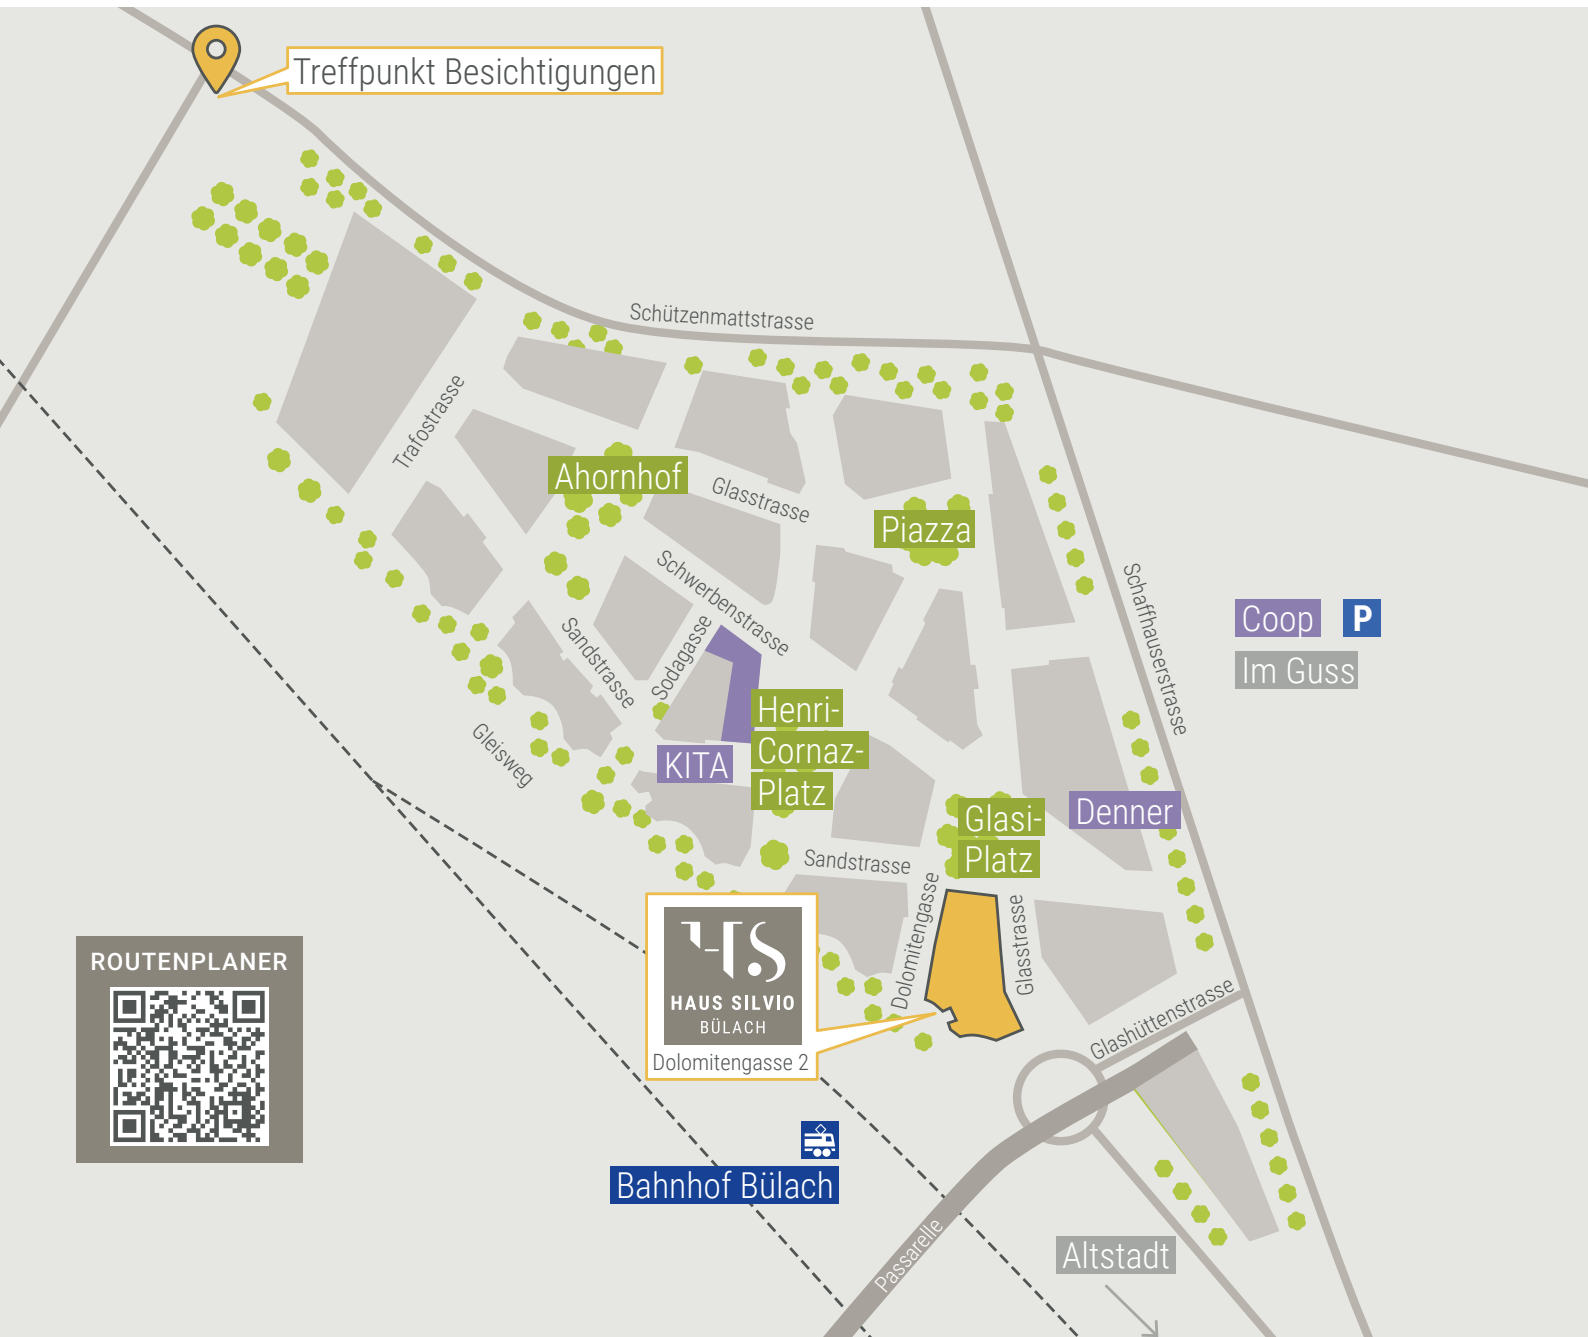 Treffpunkt Besichtigungen
Schützenmattstrasse
Trafostrasse
Ahornhof
Glasstrasse
Piazza
Schwerbenstrasse
Schaffhauserstrasse
Coop P
Im Guss
Sandstrasse
Sodagasse
Henri-
Cornaz-
Platz
KITA
Gleisweg
Denner
Glasi-
Platz
Sandstrasse
Dolomitengasse
Glasstrasse
HS
HAUS SILVIO
BÜLACH
Dolomitengasse 2
ROUTENPLANER
Glashüttenstrasse
Bahnhof Bülach
Passarelle
Altstadt